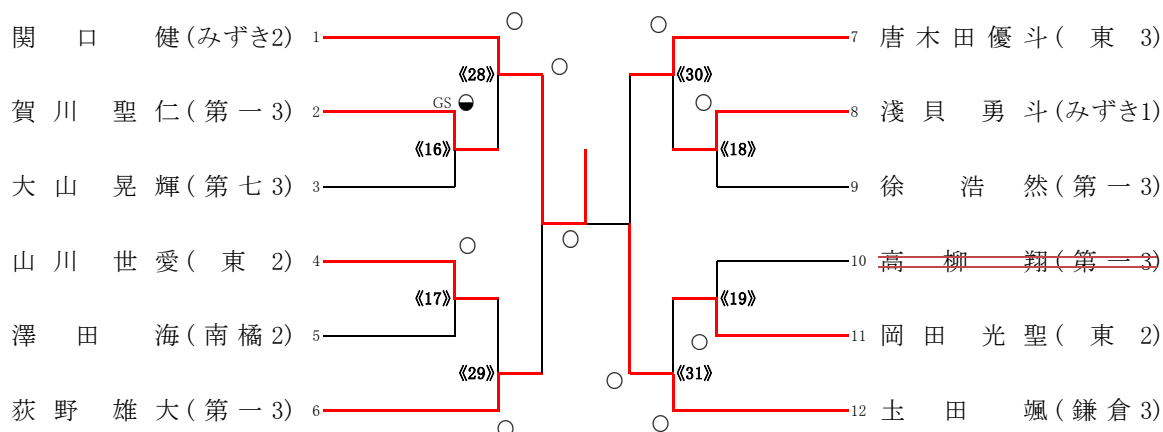 関口健(みずき2) 1
《28》
賀川聖仁(第一3) 2
GS
《16》
大山晃輝(第七3) 3
山川世愛(東2) 4
《17》
澤田海(南橘2) 5
《29》
荻野雄大(第一3) 6
7 唐木田優斗(東3)
《30》
8 淺貝勇斗(みずき1)
《18》
9 徐浩然(第一3)
10 高柳翔(第一3)
《19》
11 岡田光聖(東2)
《31》
12 圡田颯(鎌倉3)